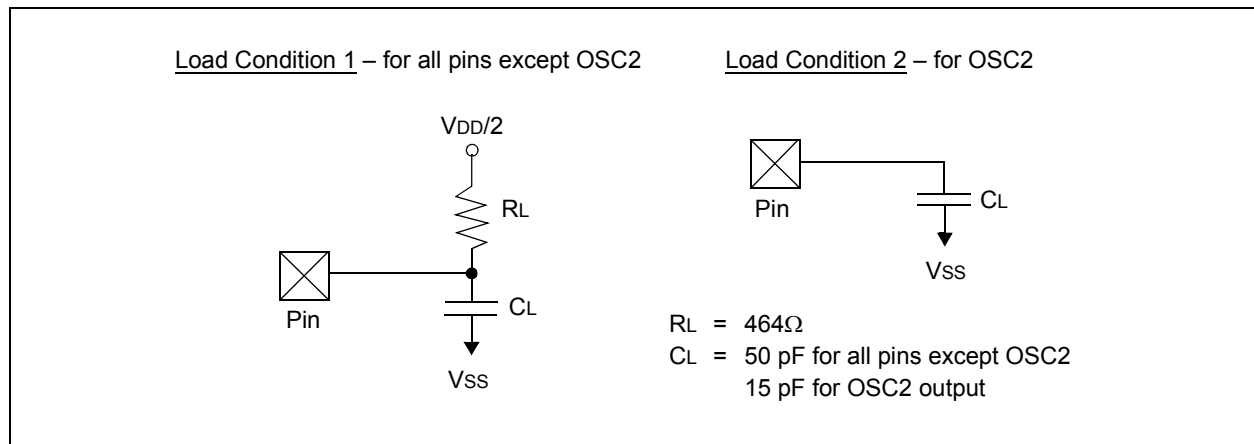 Load Condition 1 – for all pins except OSC2
VDD/2
RL
Pin
CL
VSS
Load Condition 2 – for OSC2
Pin
CL
VSS
RL = 464Ω
CL = 50 pF for all pins except OSC2
15 pF for OSC2 output